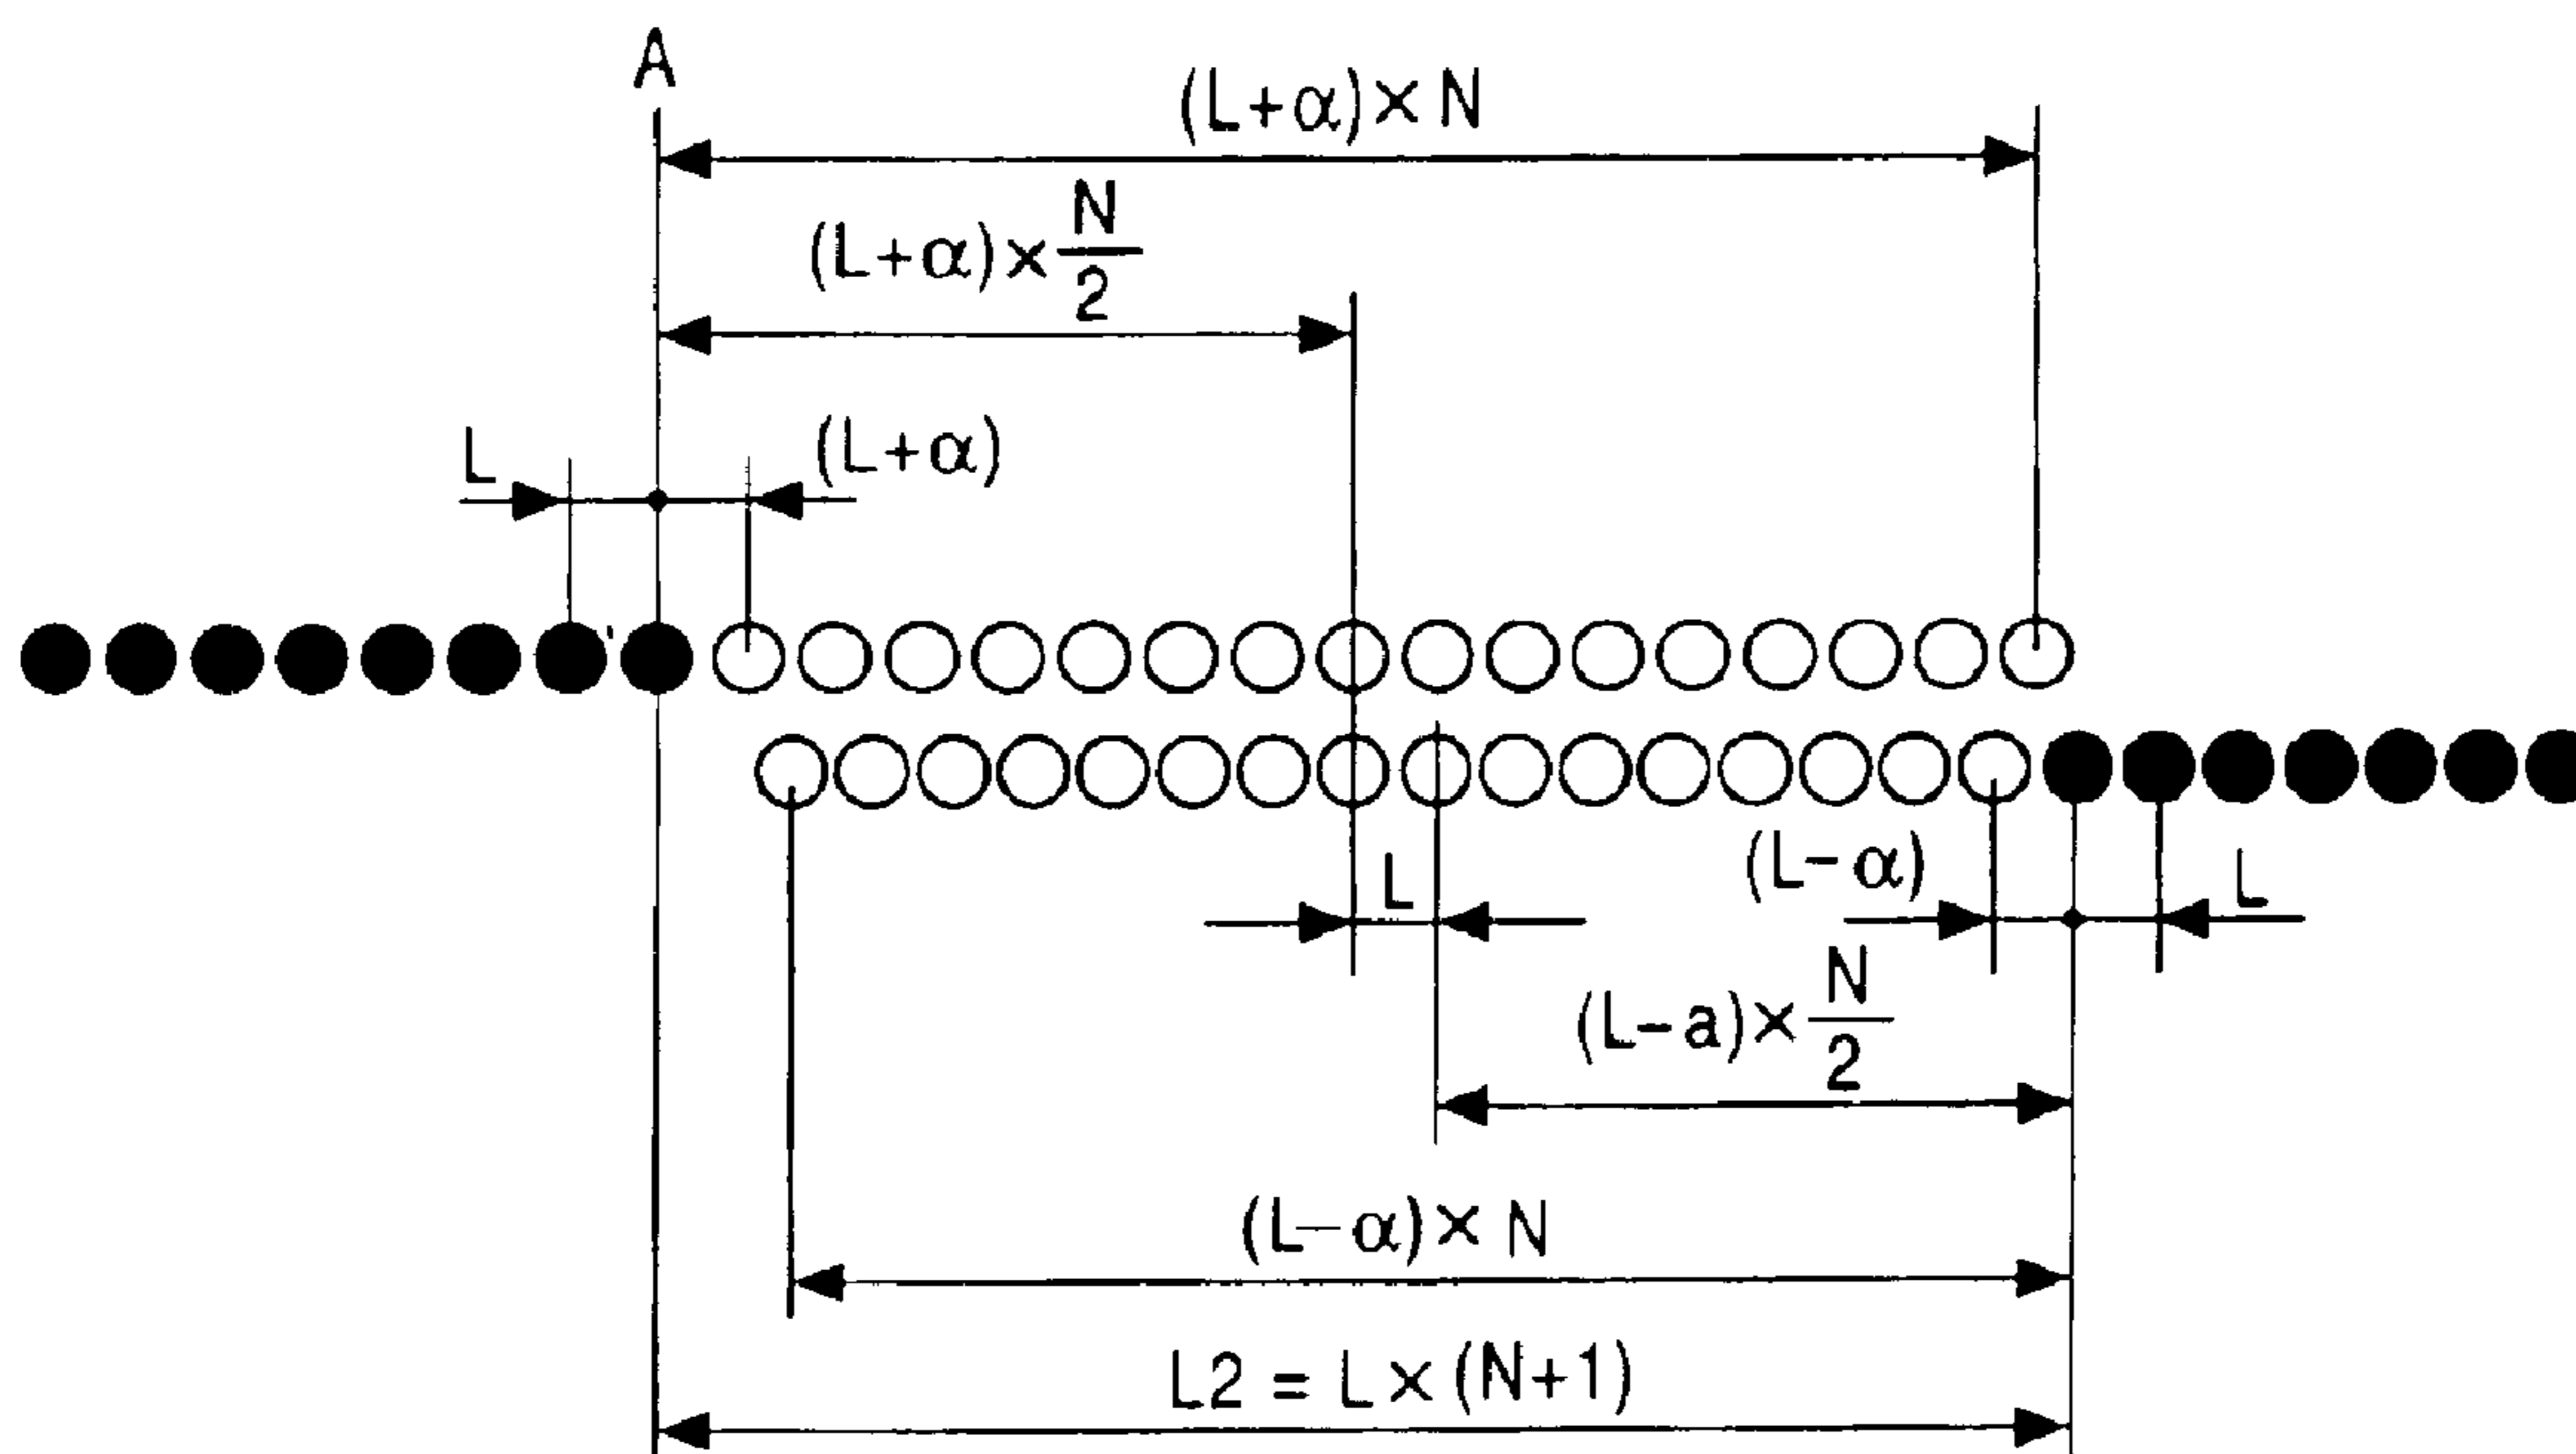 A
(L+α)×N
(L+α)×N/2
L (L+α)
L (L-α) L
(L-a)×N/2
(L-α)×N
L2 = L×(N+1)